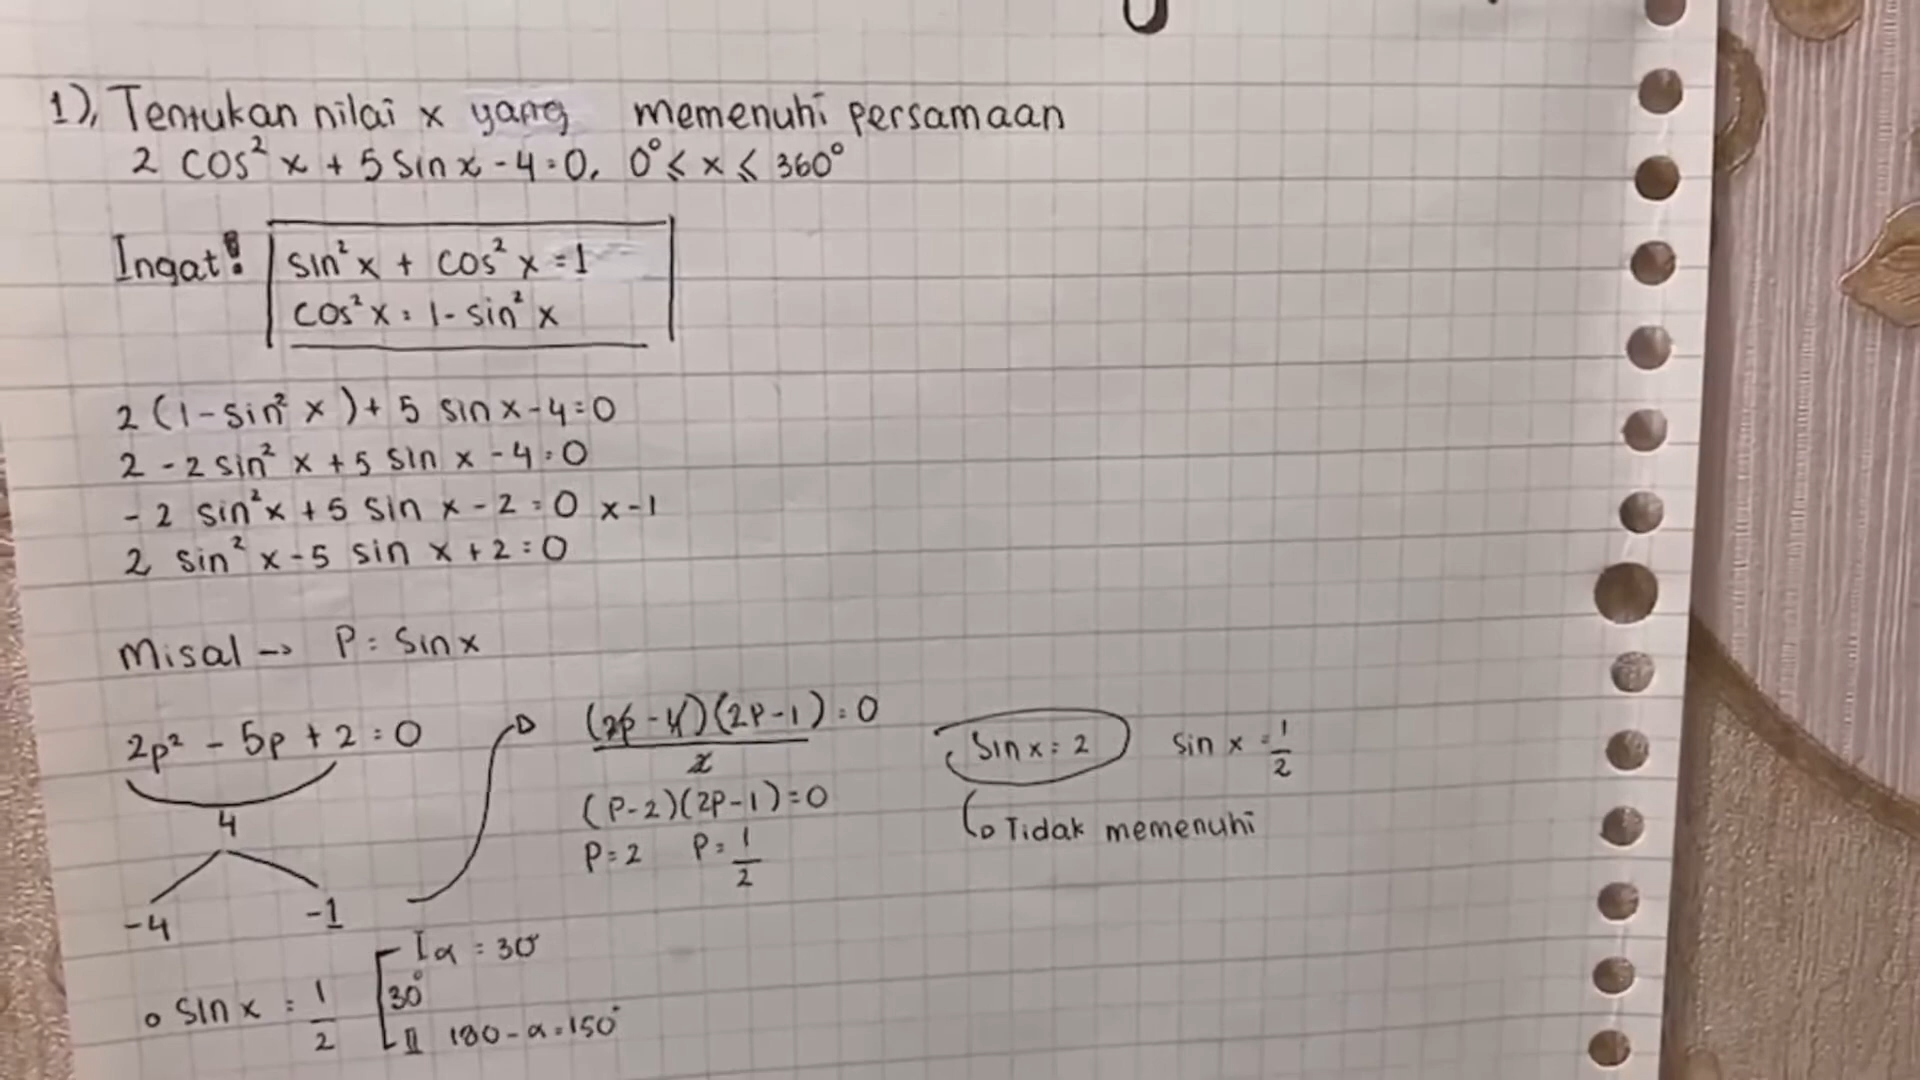 1). Tentukan nilai x yang memenuhi persamaan
2 cos² x + 5 sin x - 4 = 0, 0° ≤ x ≤ 360°
Ingat!
sin² x + cos² x = 1
cos² x = 1 - sin² x
2 (1 - sin² x) + 5 sin x - 4 = 0
2 - 2 sin² x + 5 sin x - 4 = 0
- 2 sin² x + 5 sin x - 2 = 0 x - 1
2 sin² x - 5 sin x + 2 = 0
Misal → P = Sin x
2p² - 5p + 2 = 0
4
-4 -1
(2p - 4)(2P - 1) = 0
2
(P - 2)(2P - 1) = 0
P = 2 P = 1/2
Sin x = 2 sin x = 1/2
Tidak memenuhi
sin x = 1/2
I α = 30°
30°
II 180 - α = 150°